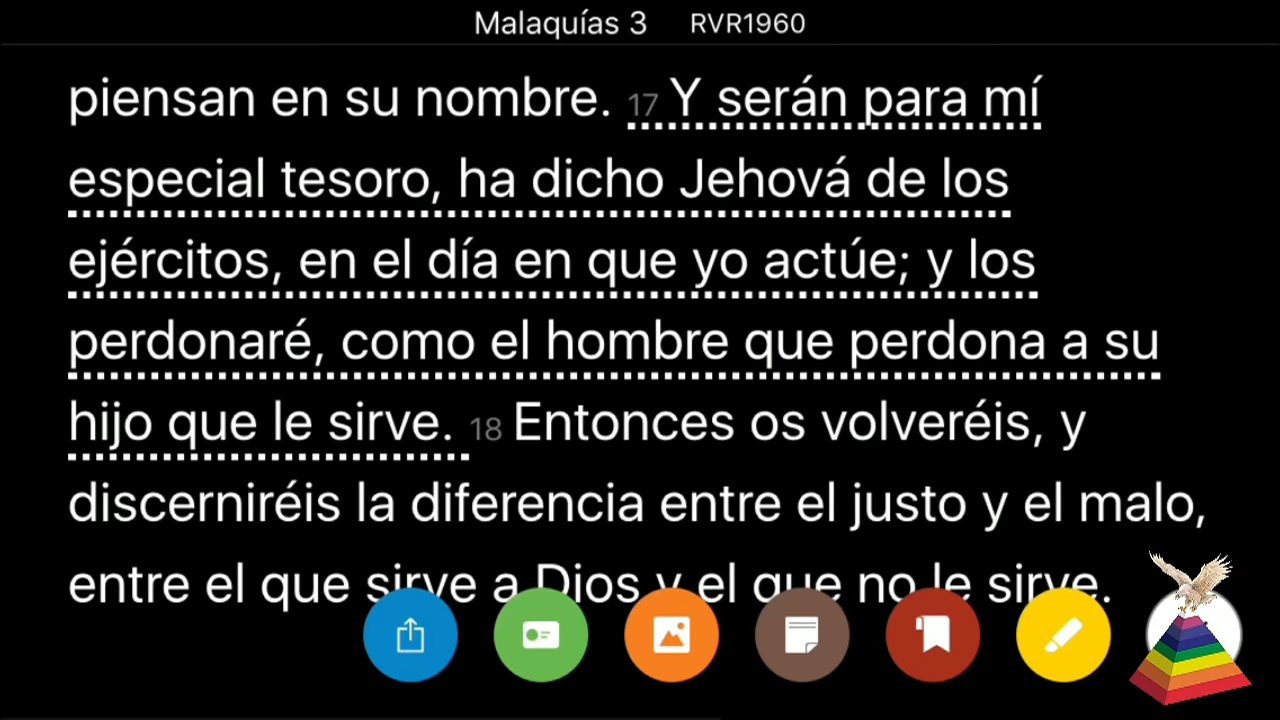 Malaquías 3 RVR1960
piensan en su nombre. 17 Y serán para mí
especial tesoro, ha dicho Jehová de los
ejércitos, en el día en que yo actúe; y los
perdonaré, como el hombre que perdona a su
hijo que le sirve. 18 Entonces os volveréis, y
discerniréis la diferencia entre el justo y el malo,
entre el que sirve a Dios y el que no le sirve.